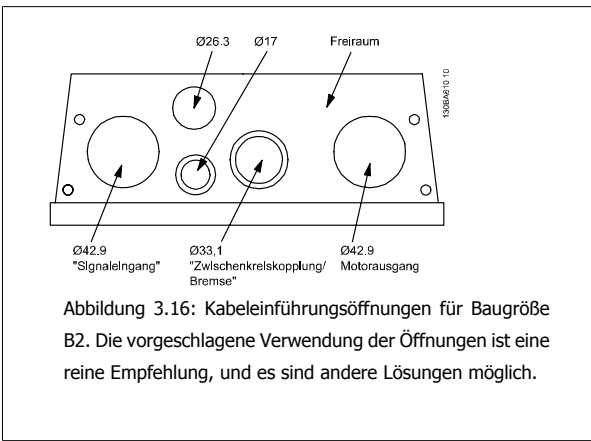 Ø26.3
Ø17
Freiraum
130BA610.10
Ø42.9
"Signaleingang"
Ø33,1
"Zwischenkreiskopplung/
Bremse"
Ø42.9
Motorausgang
Abbildung 3.16: Kabeleinführungsöffnungen für Baugröße
B2. Die vorgeschlagene Verwendung der Öffnungen ist eine
reine Empfehlung, und es sind andere Lösungen möglich.